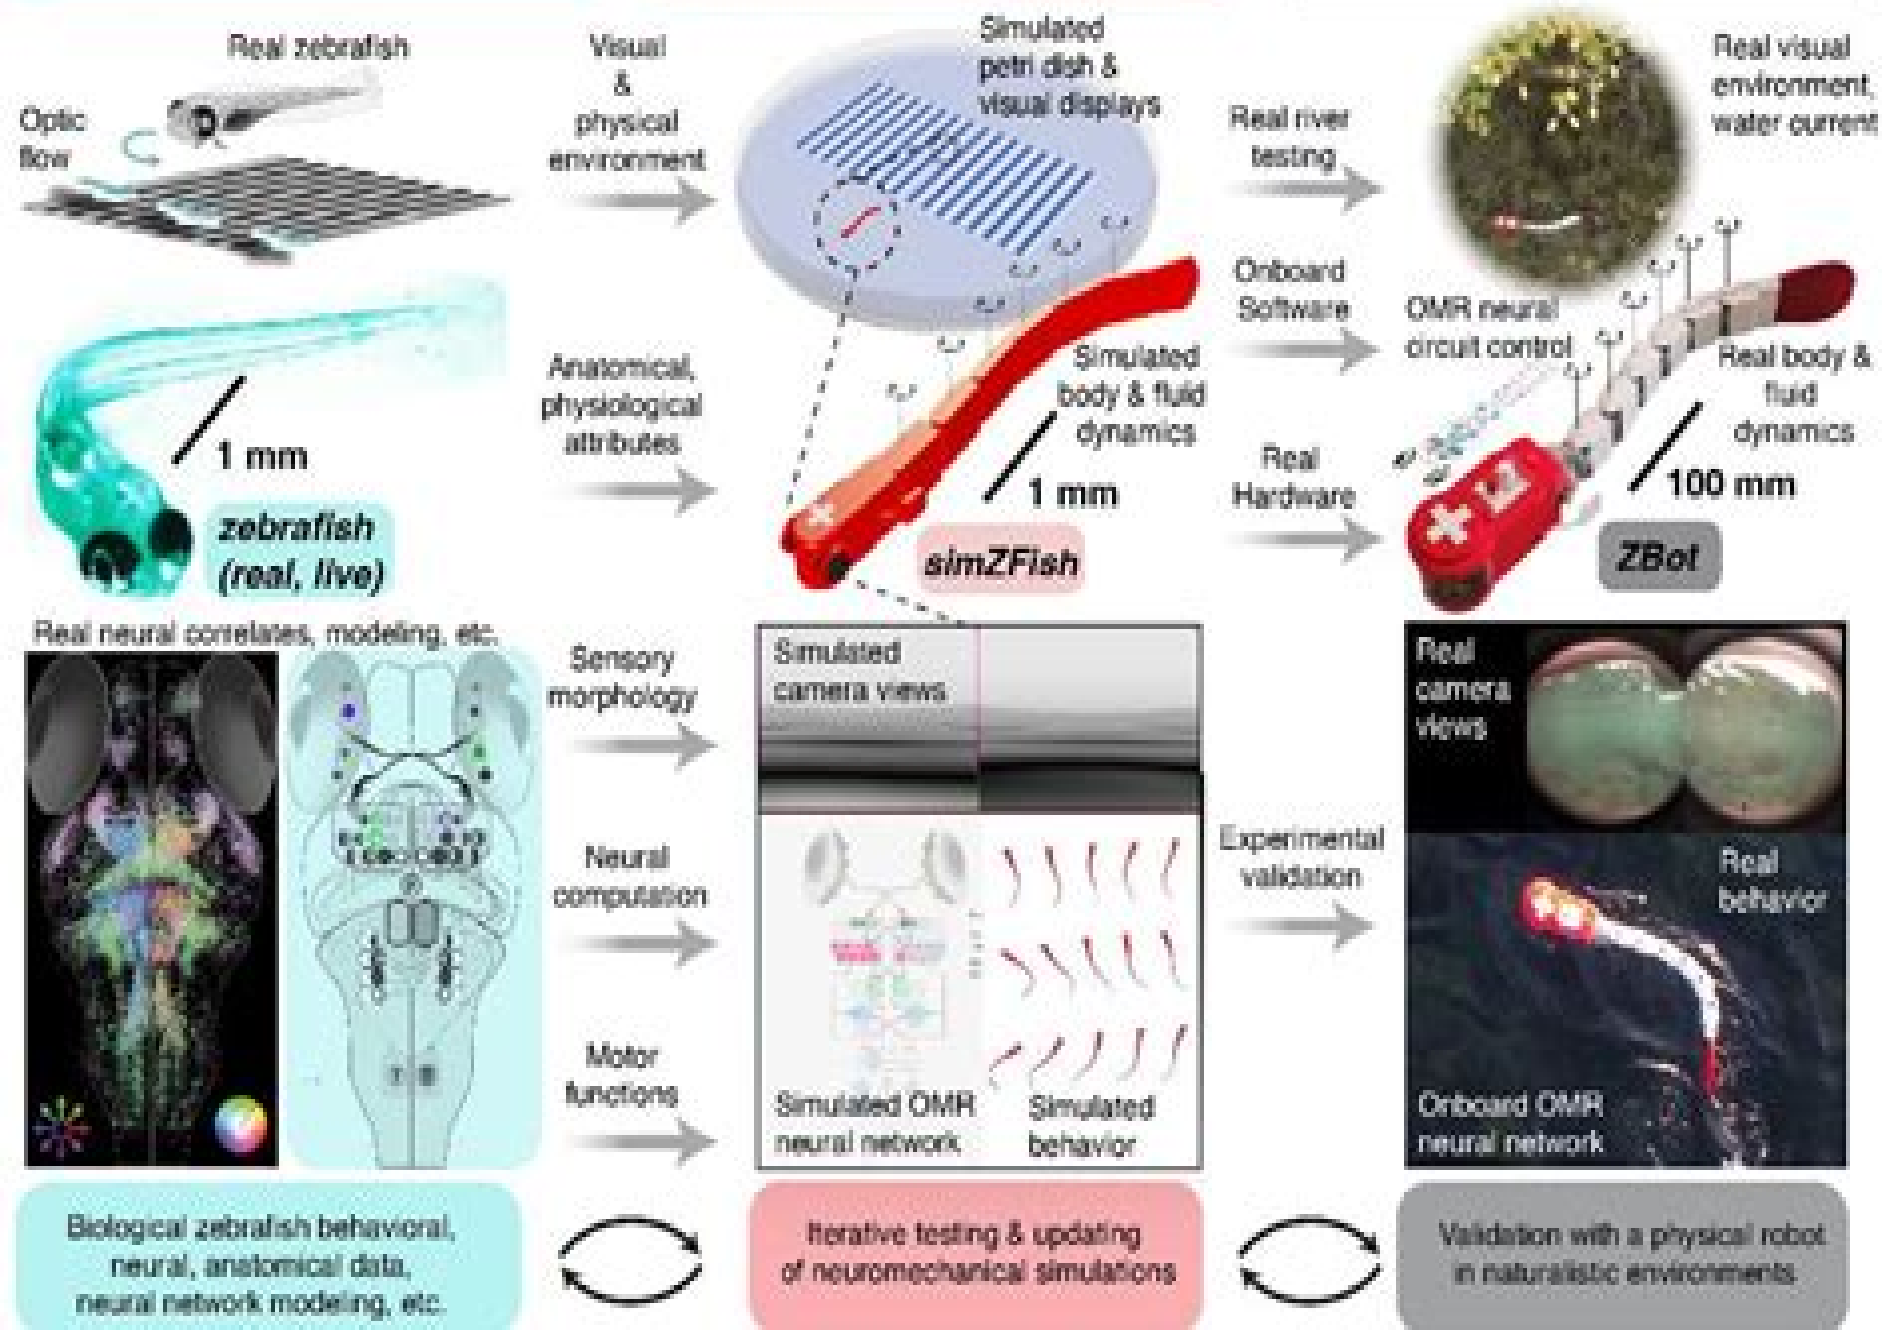 Real zebrafish
Optic
flow
Visual
&
physical
environment
Simulated
petri dish &
visual displays
Real river
testing
Real visual
environment,
water current
Onboard
Software
OMR neural
circuit control
Anatomical,
physiological
attributes
Simulated
body & fluid
dynamics
Real body &
fluid
dynamics
1 mm
1 mm
Real
Hardware
100 mm
zebrafish
(real, live)
simZFish
ZBot
Real neural correlates, modeling, etc.
Sensory
morphology
Simulated
camera views
Real
camera
views
Neural
computation
Experimental
validation
Real
behavior
Motor
functions
Simulated OMR
neural network
Simulated
behavior
Onboard OMR
neural network
Biological zebrafish behavioral,
neural, anatomical data,
neural network modeling, etc.
Iterative testing & updating
of neuromechanical simulations
Validation with a physical robot
in naturalistic environments